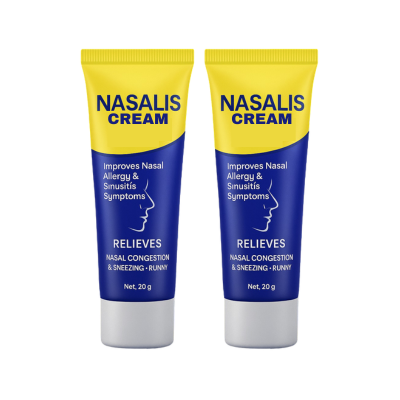 NASALIS
CREAM
Improves Nasal
Allergy &
Sinusitis
Symptoms
RELIEVES
NASAL CONGESTION
& SNEEZING • RUNNY
Net, 20 g
NASALIS
CREAM
Improves Nasal
Allergy &
Sinusitis
Symptoms
RELIEVES
NASAL CONGESTION
& SNEEZING • RUNNY
Net, 20 g